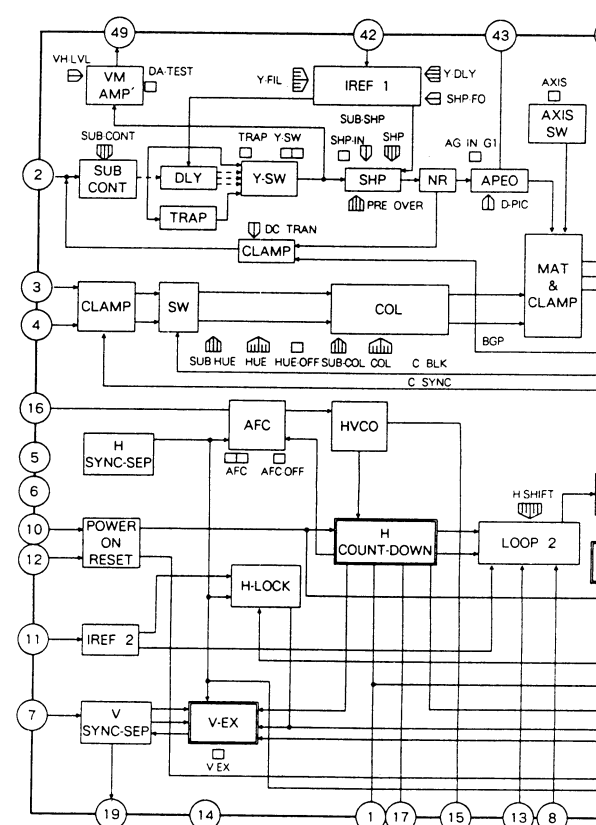 49
42
43
VH LVL
VM
AMP'
DA-TEST
Y-FIL
IREF 1
Y·DLY
SHP-FO
AXIS
AXIS
SW
SUB·CONT
TRAP Y-SW
SUB-SHP
SHP-IN
SHP
AG IN G1
2
SUB
CONT
DLY
Y-SW
SHP
NR
APEO
TRAP
PRE OVER
D-PIC
DC TRAN
CLAMP
3
4
CLAMP
SW
COL
MAT
&
CLAMP
BGP
SUB HUE
HUE
HUE-OFF
SUB-COL
COL
C BLK
C SYNC
16
AFC
HVCO
5
H
SYNC-SEP
AFC
AFC OFF
6
H SHIFT
10
12
POWER
ON
RESET
H
COUNT-DOWN
LOOP 2
H-LOCK
11
IREF 2
7
V
SYNC-SEP
V-EX
V EX
19
14
1
17
15
13
8